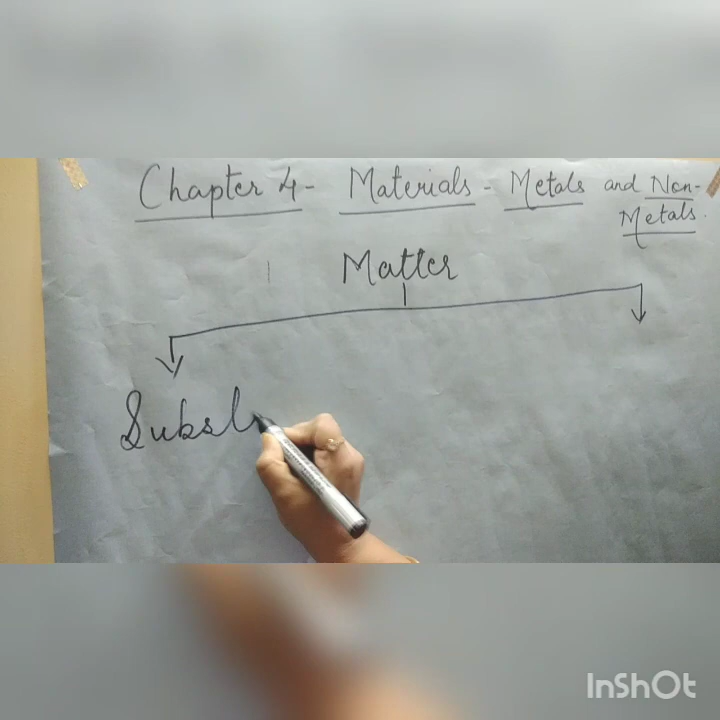 Chapter 4- Materials - Metals and Non-
Metals.
Matter
Subst
InShOt